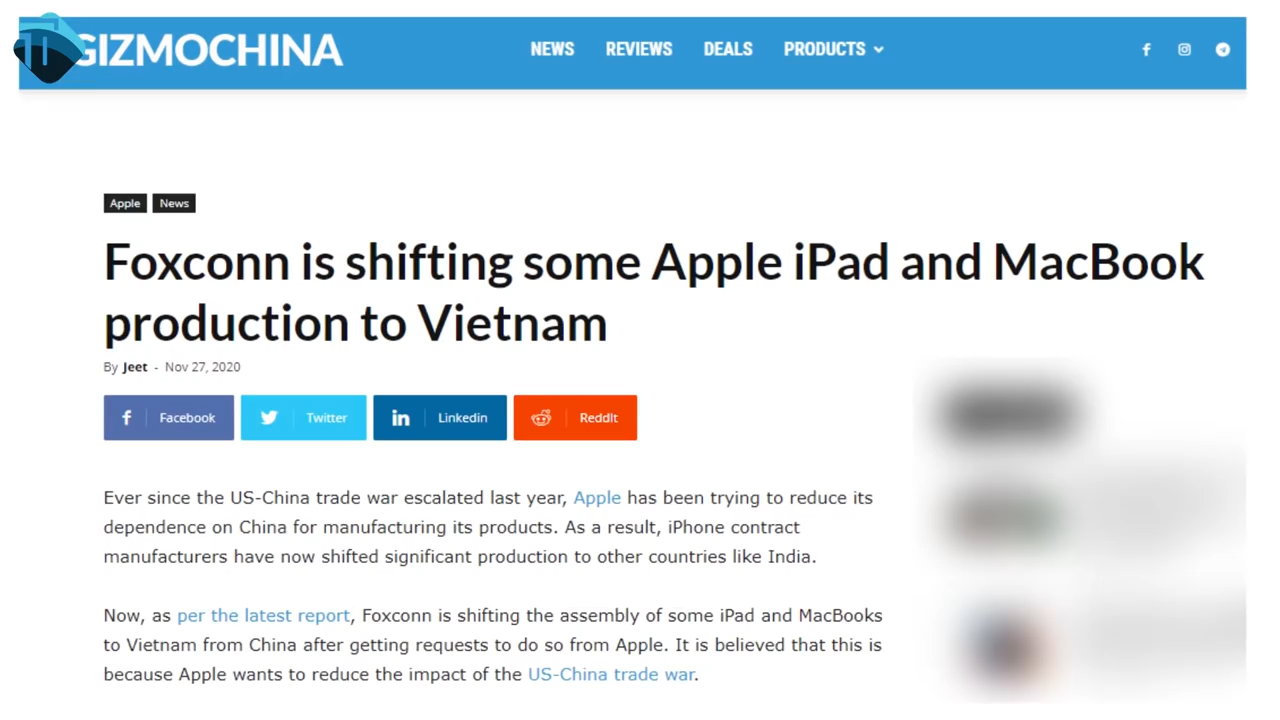 GIZMOCHINA
NEWS REVIEWS DEALS PRODUCTS
Apple News
Foxconn is shifting some Apple iPad and MacBook
production to Vietnam
By Jeet - Nov 27, 2020
Facebook Twitter Linkedin ReddIt
Ever since the US-China trade war escalated last year, Apple has been trying to reduce its
dependence on China for manufacturing its products. As a result, iPhone contract
manufacturers have now shifted significant production to other countries like India.
Now, as per the latest report, Foxconn is shifting the assembly of some iPad and MacBooks
to Vietnam from China after getting requests to do so from Apple. It is believed that this is
because Apple wants to reduce the impact of the US-China trade war.